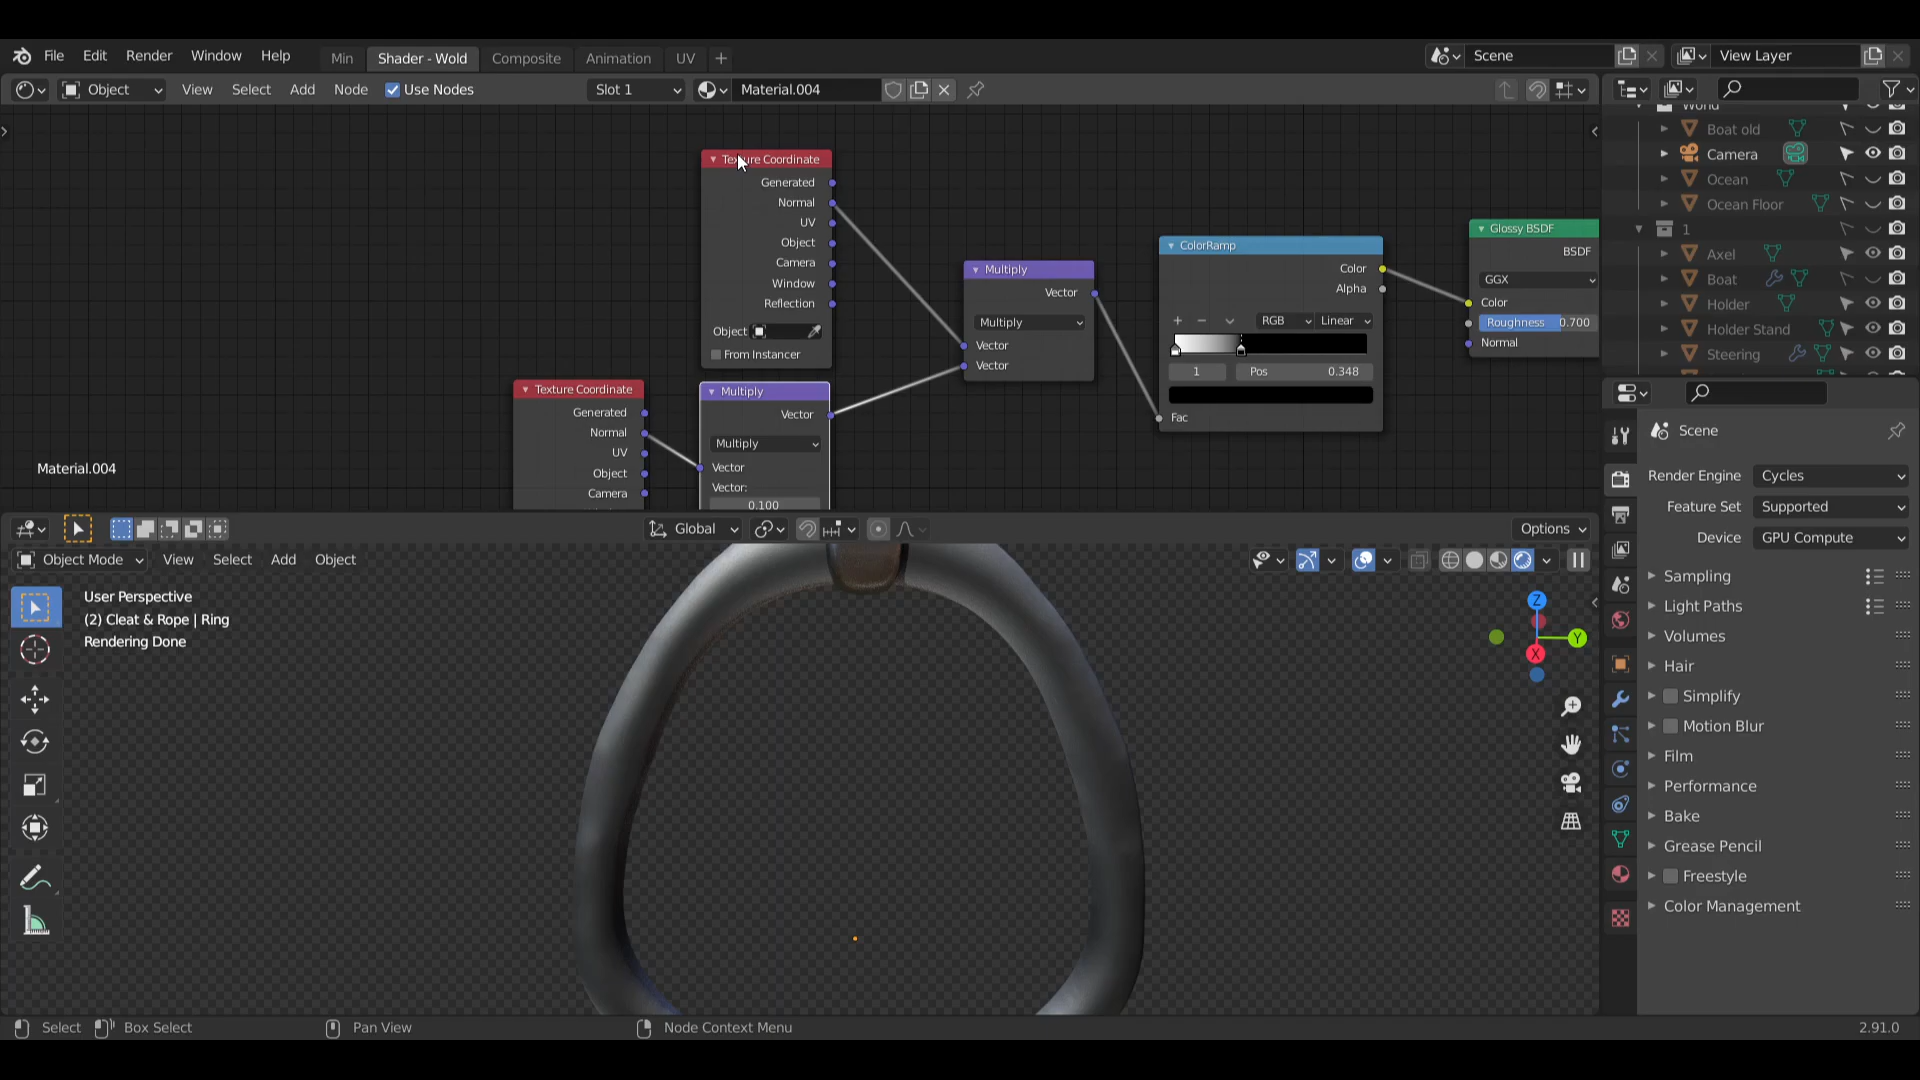 File Edit Render Window Help Min Shader - Wold Composite Animation UV + Scene View Layer
Object View Select Add Node Use Nodes Slot 1 Material.004
World
Boat old
Camera
Ocean
Ocean Floor
1
Axel
Boat
Holder
Holder Stand
Steering
Texture Coordinate
Generated
Normal
UV
Object
Camera
Window
Reflection
Object
From Instancer
Texture Coordinate
Generated
Normal
UV
Object
Camera
Multiply
Vector
Multiply
Vector
Vector:
0.100
Multiply
Vector
Multiply
Vector
Vector
ColorRamp
Color
Alpha
+ − RGB Linear
1 Pos 0.348
Fac
Glossy BSDF
BSDF
GGX
Color
Roughness 0.700
Normal
Material.004
Global Options
Object Mode View Select Add Object
User Perspective
(2) Cleat & Rope | Ring
Rendering Done
Z
Y
X
Scene
Render Engine Cycles
Feature Set Supported
Device GPU Compute
Sampling
Light Paths
Volumes
Hair
Simplify
Motion Blur
Film
Performance
Bake
Grease Pencil
Freestyle
Color Management
Select Box Select Pan View Node Context Menu 2.91.0